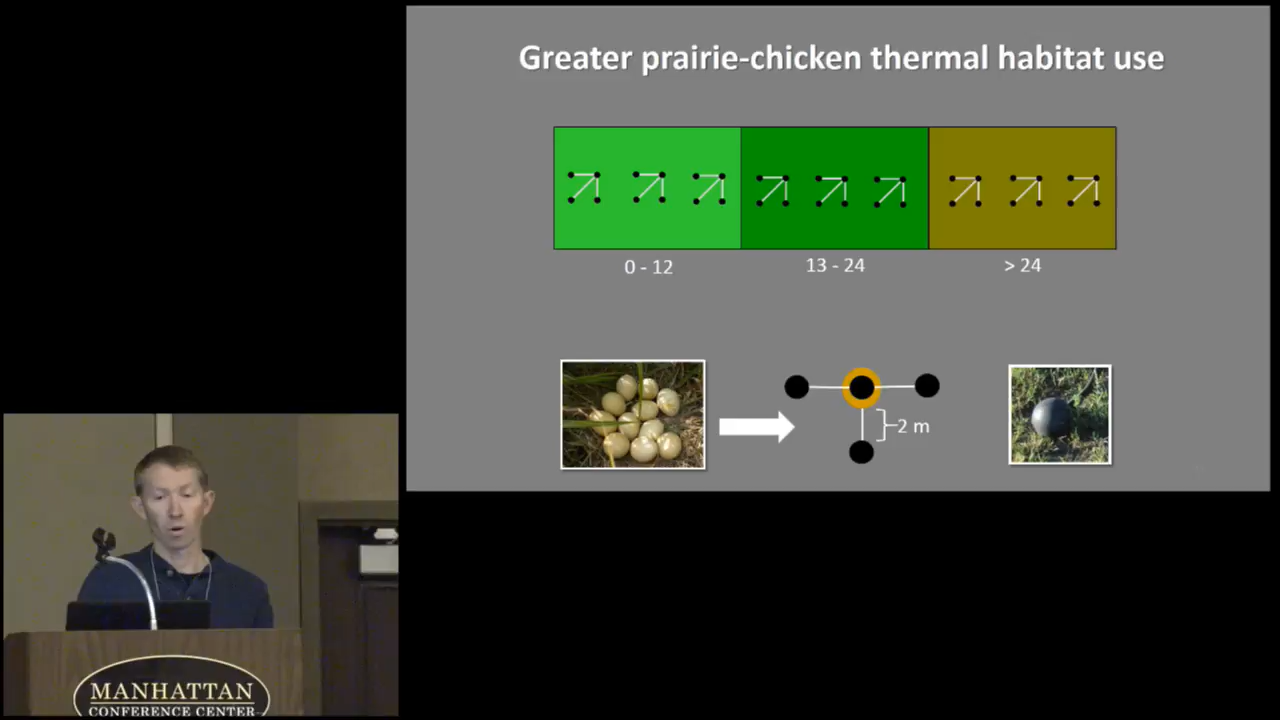 Greater prairie-chicken thermal habitat use
0 - 12
13 - 24
> 24
2 m
MANHATTAN
CONFERENCE CENTER